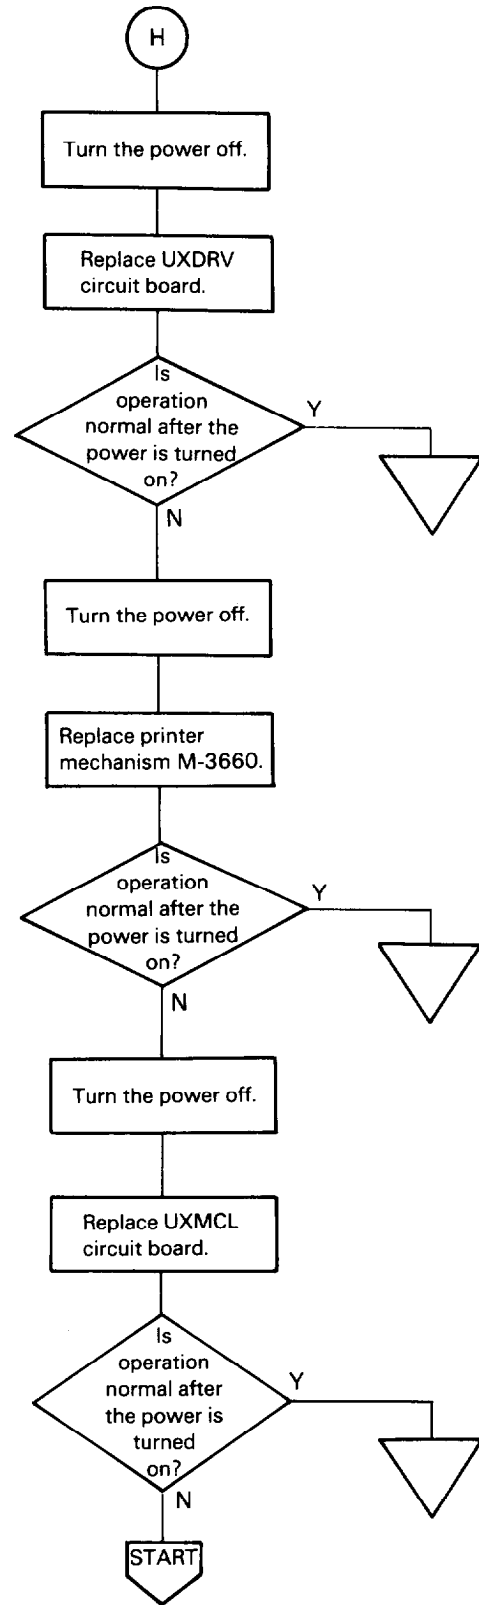 H
Turn the power off.
Replace UXDRV
circuit board.
Is
operation
normal after the
power is turned
on?
Y
N
Turn the power off.
Replace printer
mechanism M-3660.
Is
operation
normal after the
power is turned
on?
Y
N
Turn the power off.
Replace UXMCL
circuit board.
Is
operation
normal after
the power is
turned
on?
Y
N
START